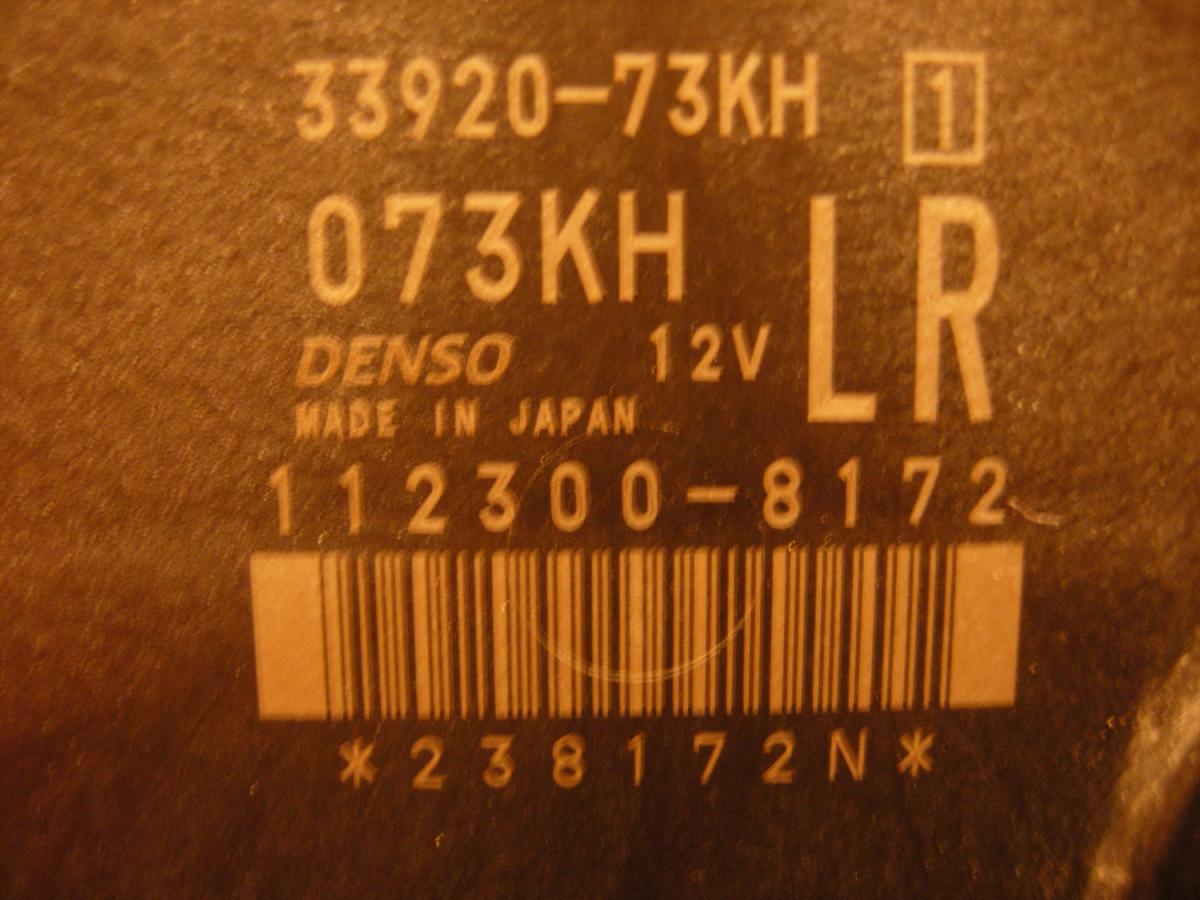 33920-73KH 1
073KH LR
DENSO 12V
MADE IN JAPAN
112300-8172
*238172N*